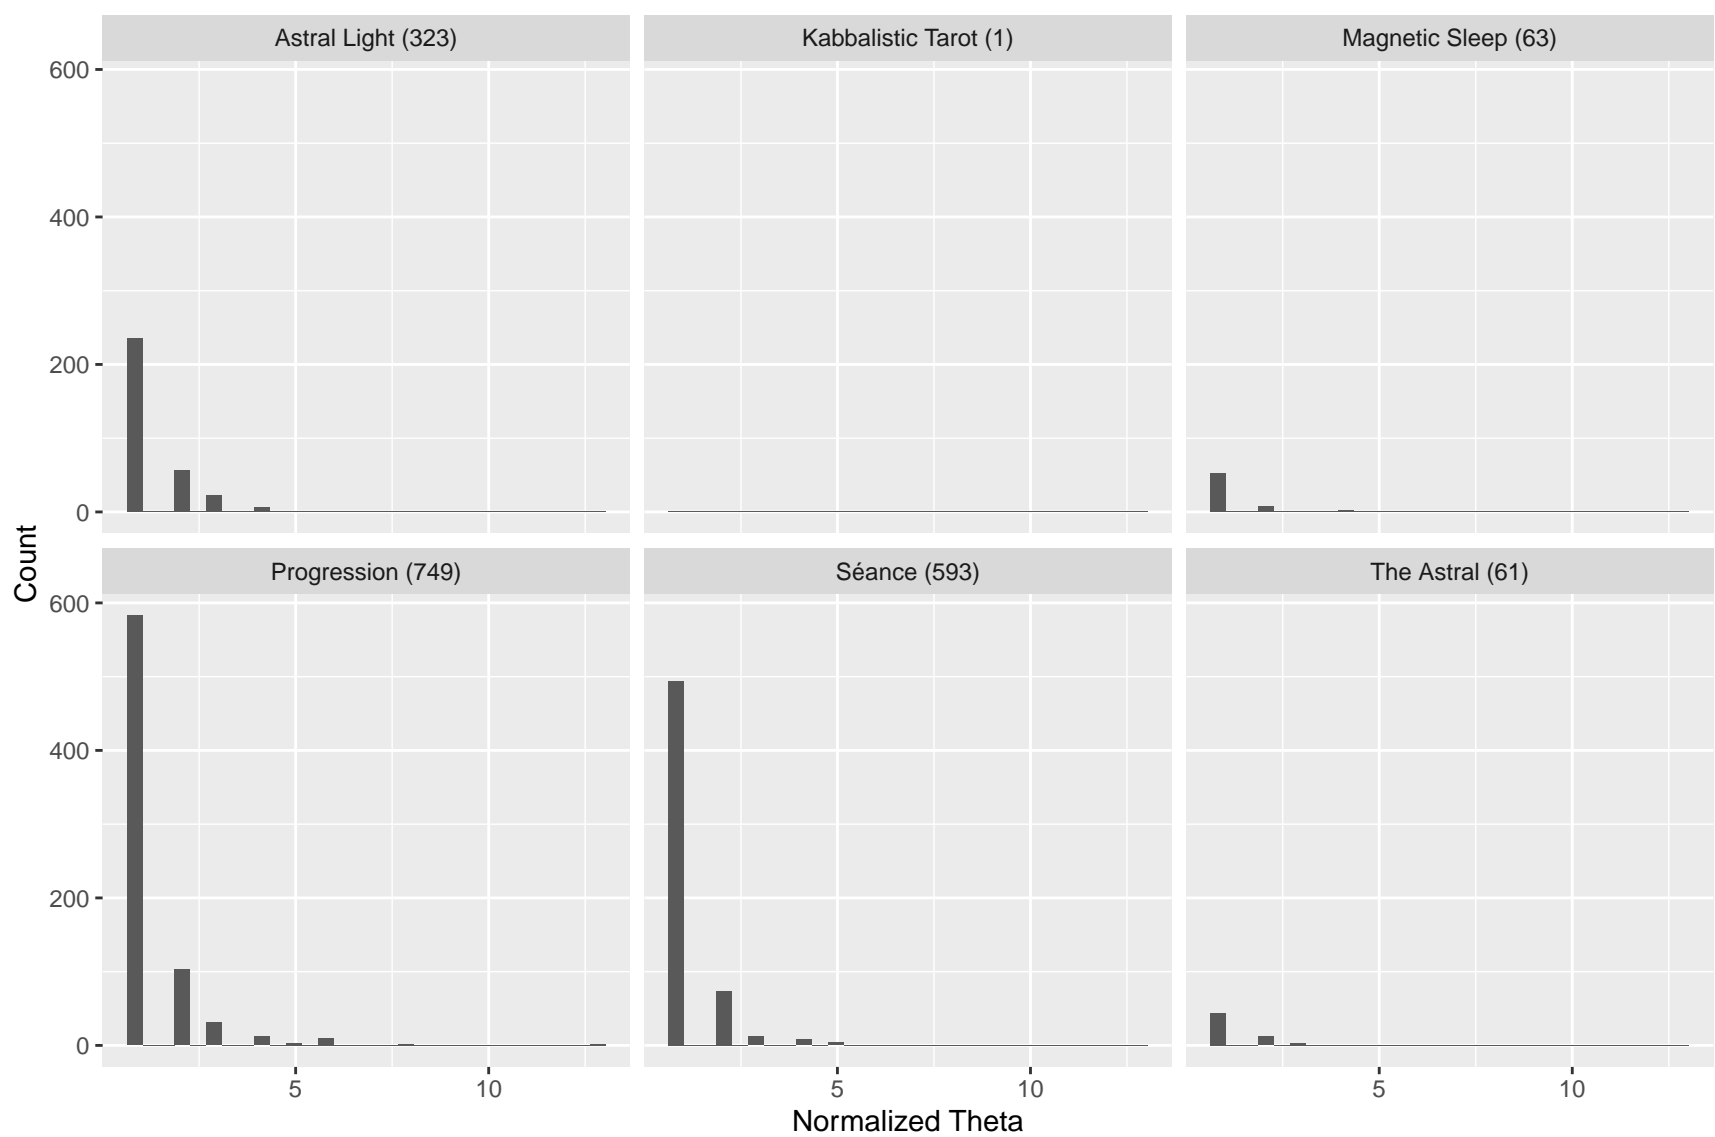 Astral Light (323)
Kabbalistic Tarot (1)
Magnetic Sleep (63)
600
400
200
0
Count
Progression (749)
Séance (593)
The Astral (61)
600
400
200
0
5
10
5
10
5
10
Normalized Theta